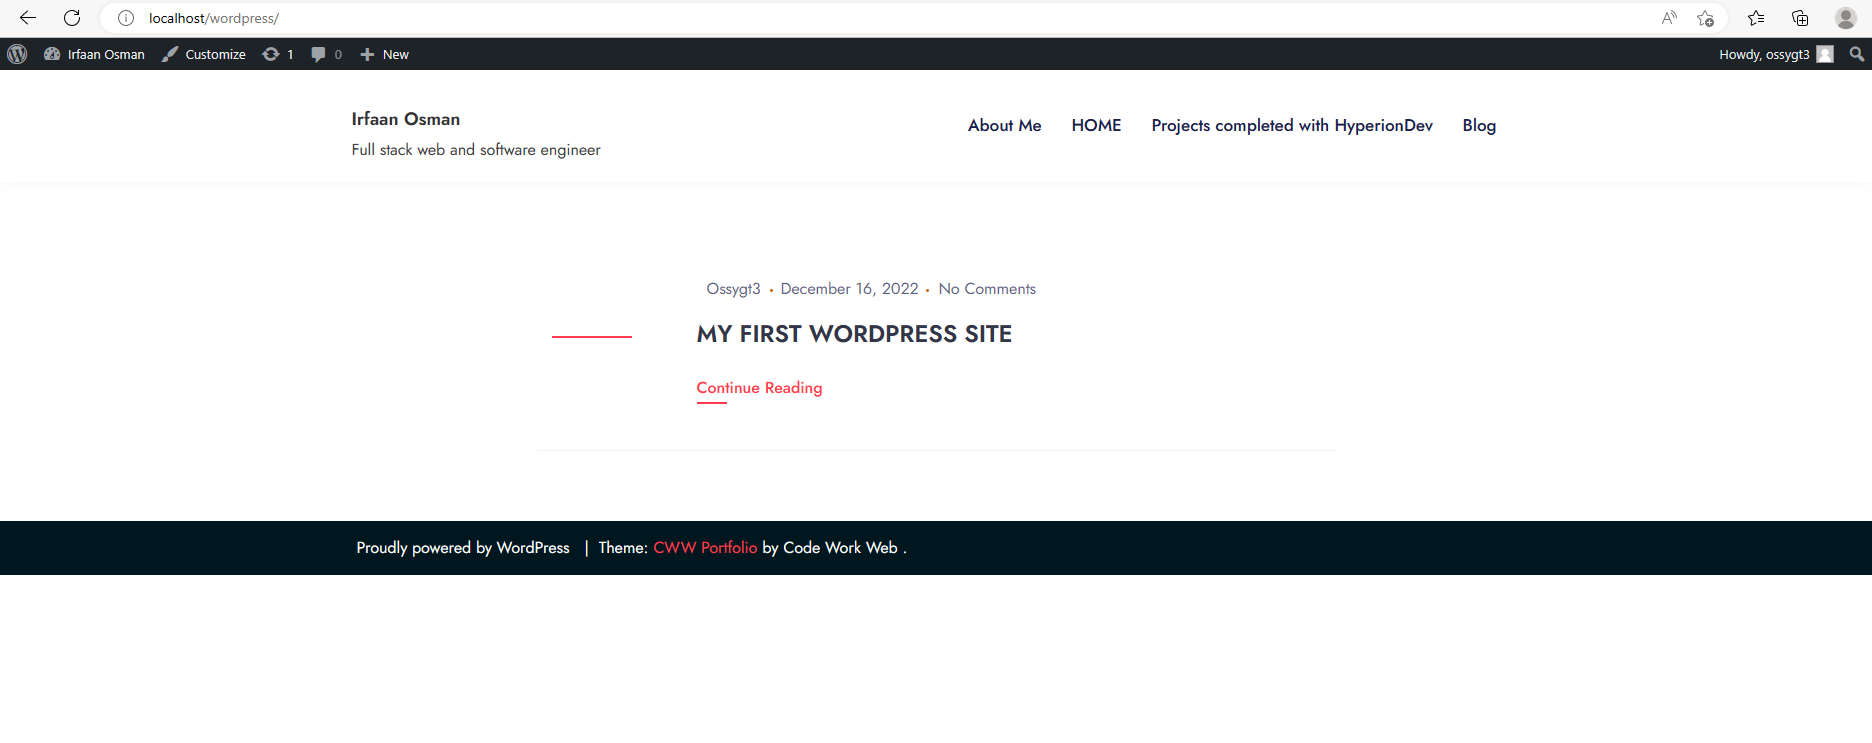 localhost/wordpress/
Irfaan Osman Customize 1 0 New Howdy, ossygt3
Irfaan Osman
Full stack web and software engineer
About Me HOME Projects completed with HyperionDev Blog
Ossygt3 • December 16, 2022 • No Comments
MY FIRST WORDPRESS SITE
Continue Reading
Proudly powered by WordPress | Theme: CWW Portfolio by Code Work Web .